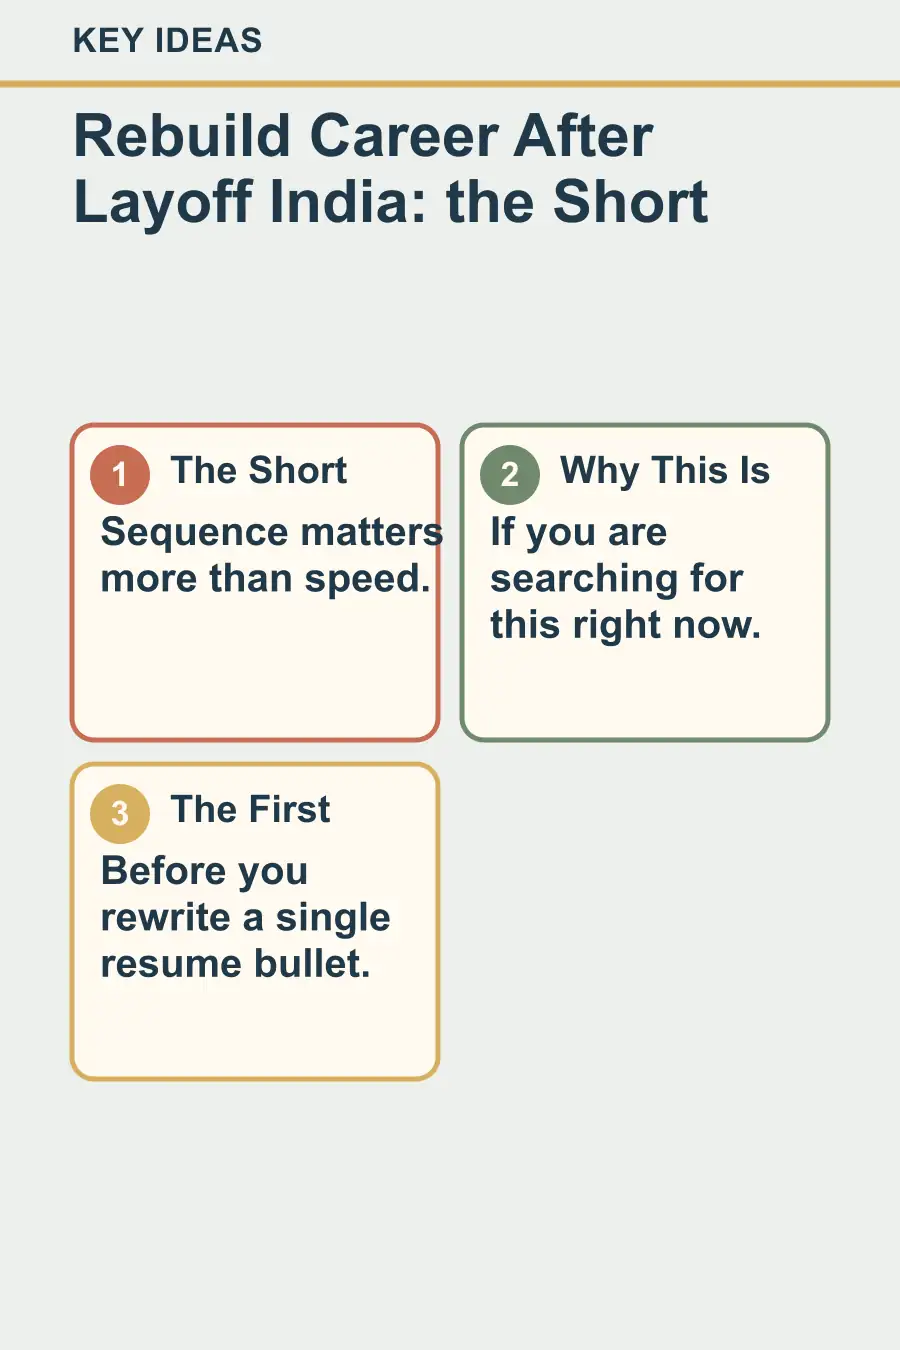 KEY IDEAS
Rebuild Career After
Layoff India: the Short
1
The Short
Sequence matters
more than speed.
2
Why This Is
If you are
searching for
this right now.
3
The First
Before you
rewrite a single
resume bullet.